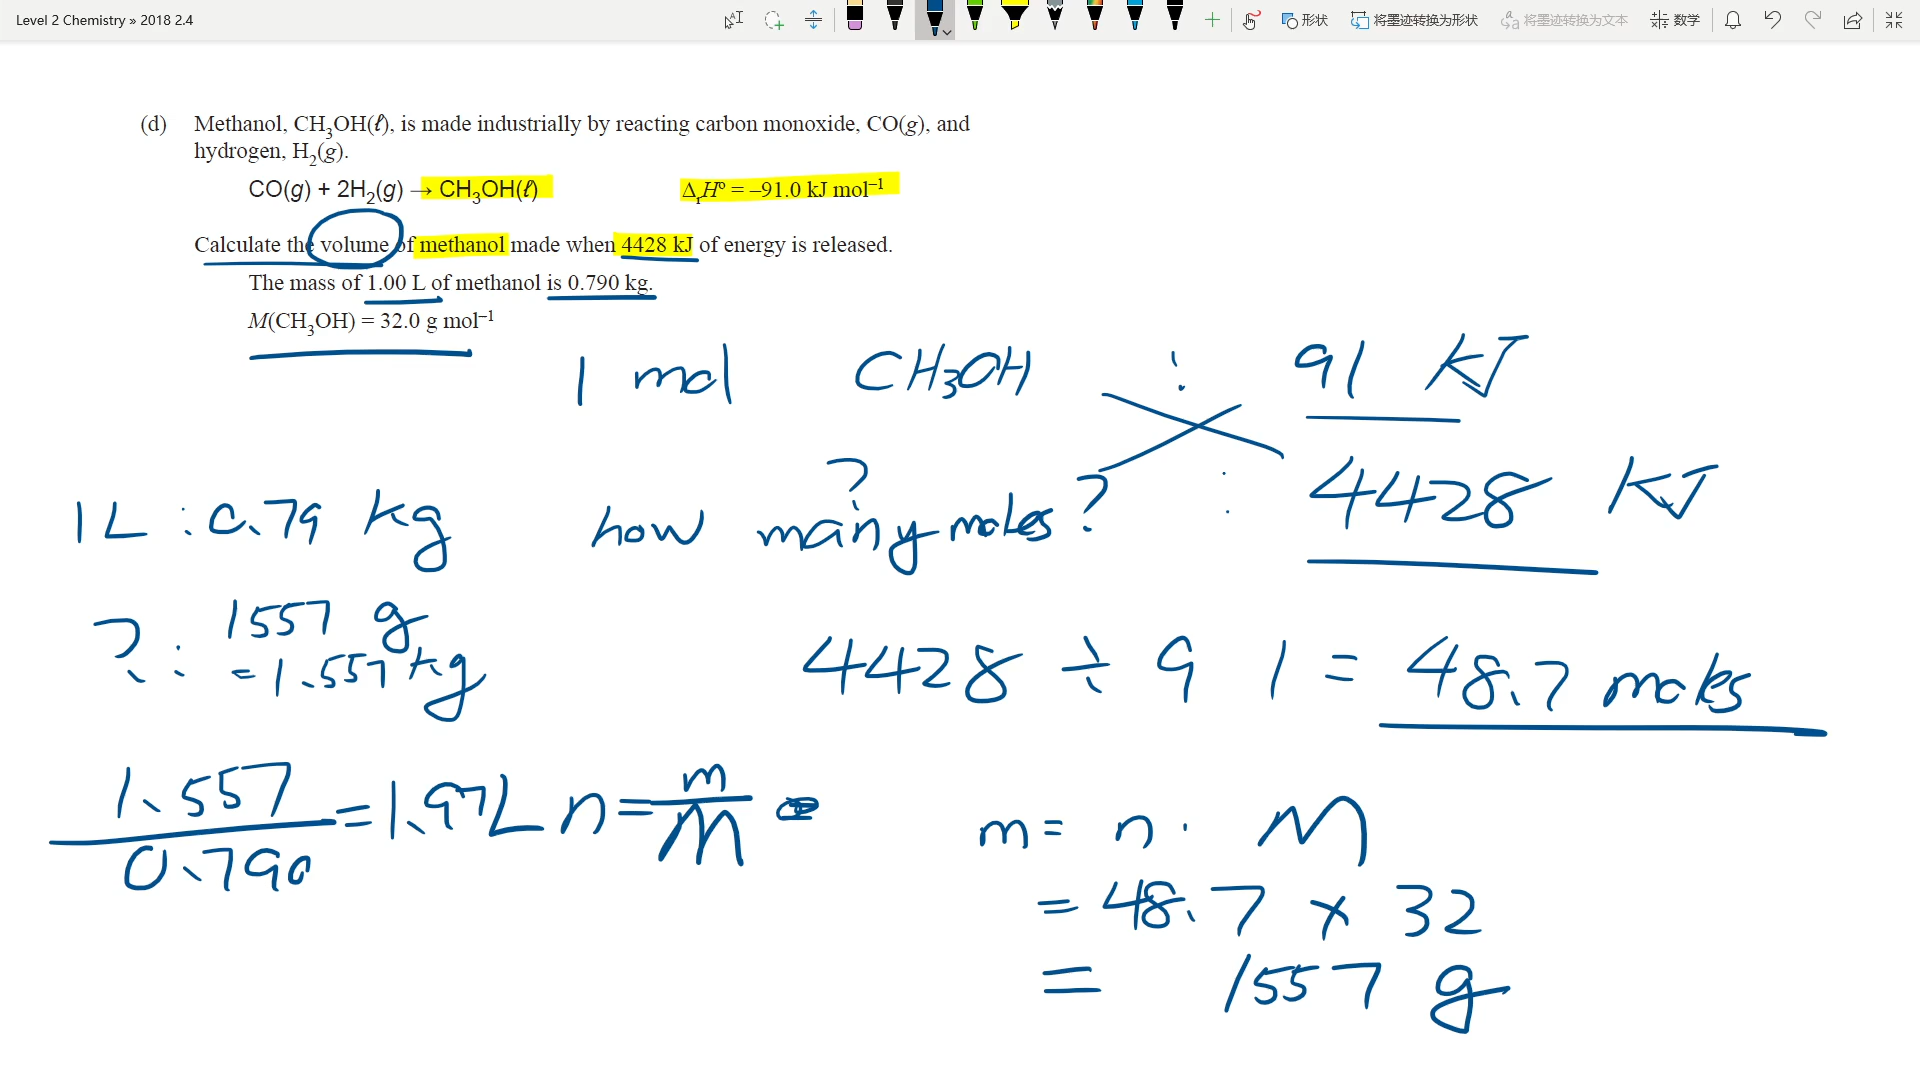 Level 2 Chemistry » 2018 2.4
形状 将墨迹转换为形状 将墨迹转换为文本 数学
(d) Methanol, CH₃OH(ℓ), is made industrially by reacting carbon monoxide, CO(g), and
hydrogen, H₂(g).
CO(g) + 2H₂(g) → CH₃OH(ℓ) ΔᵣHº = –91.0 kJ mol⁻¹
Calculate the volume of methanol made when 4428 kJ of energy is released.
The mass of 1.00 L of methanol is 0.790 kg.
M(CH₃OH) = 32.0 g mol⁻¹
1 mol CH₃OH : 91 KJ
?
how many moles? : 4428 KJ
1L : 0.79 kg
? : 1557 g
= 1.557 kg
4428 ÷ 91 = 48.7 moles
1.557 / 0.790 = 1.97L
n = m / M
m = n · M
= 48.7 × 32
= 1557 g